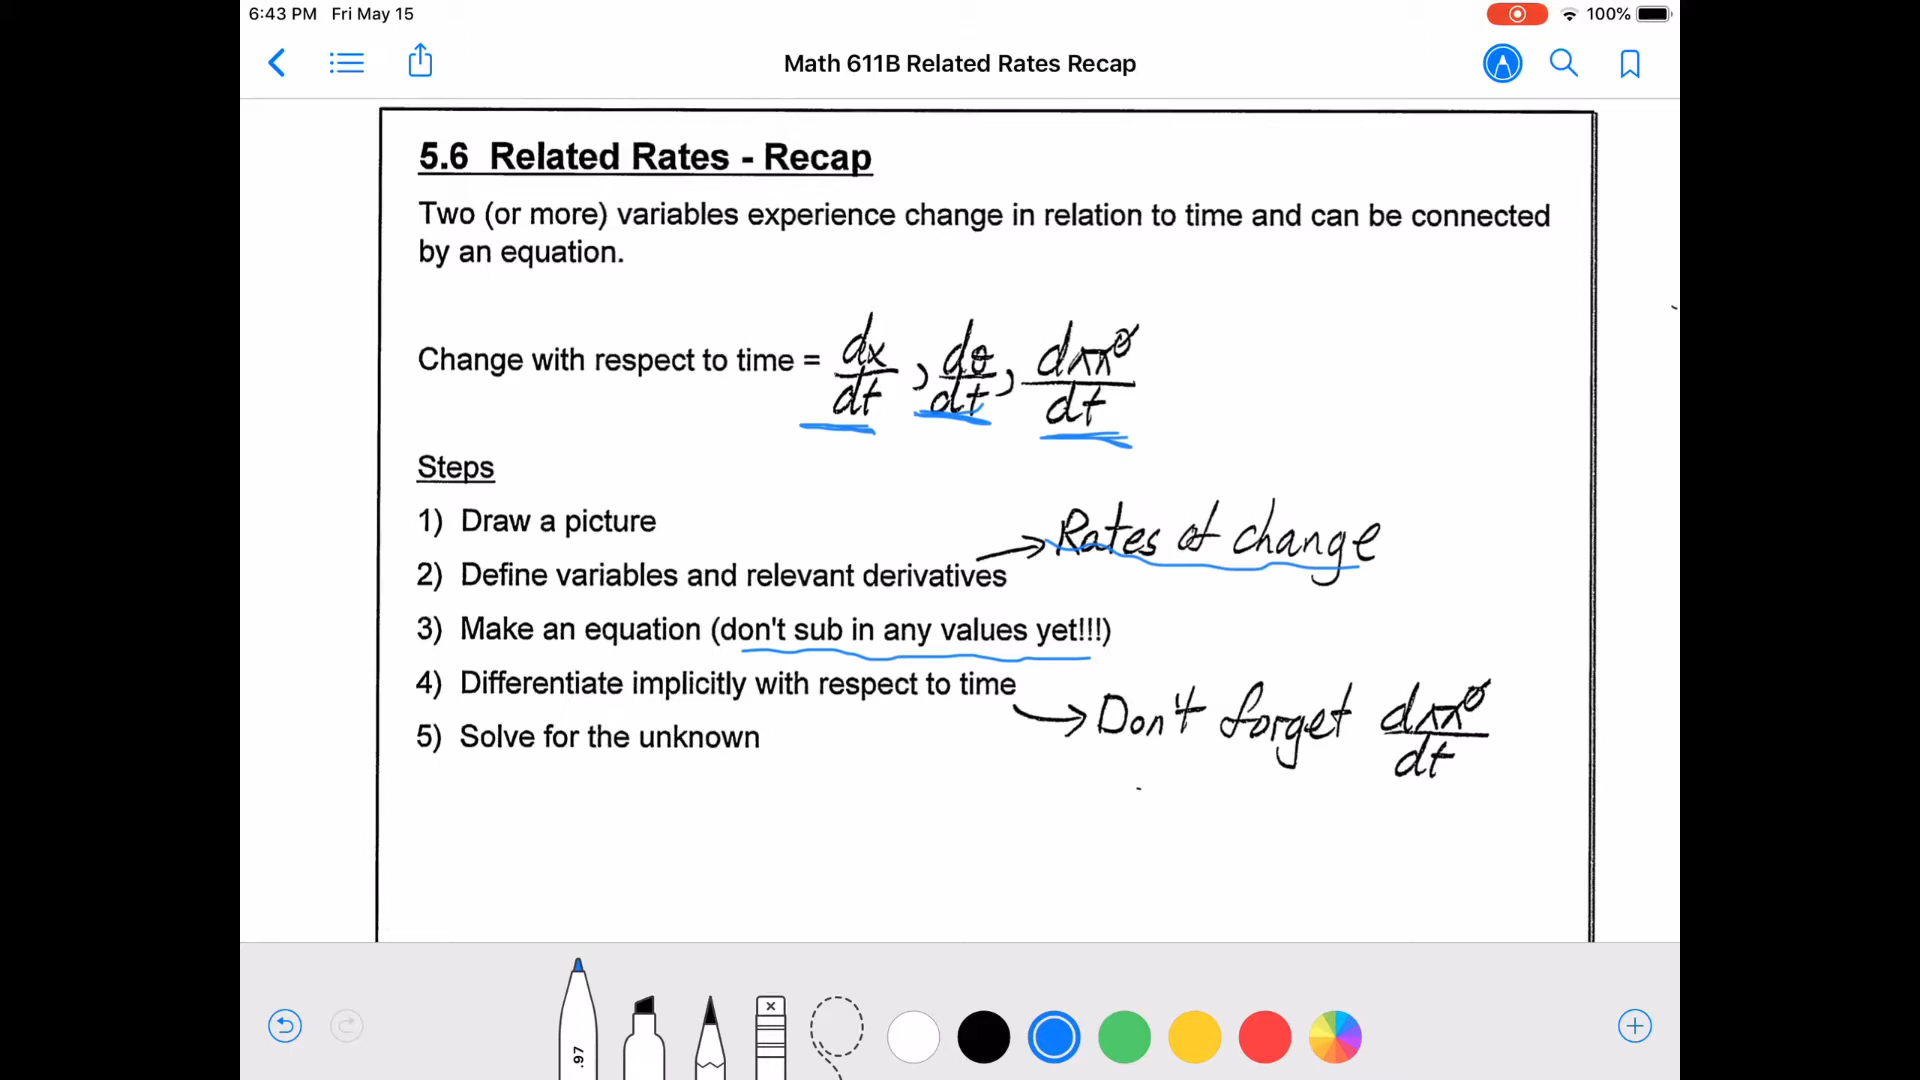 6:43 PM Fri May 15
100%
Math 611B Related Rates Recap
5.6 Related Rates - Recap
Two (or more) variables experience change in relation to time and can be connected
by an equation.
Change with respect to time = dx/dt, dθ/dt, d/dt
Steps
1) Draw a picture
→ Rates of change
2) Define variables and relevant derivatives
3) Make an equation (don't sub in any values yet!!!)
4) Differentiate implicitly with respect to time
→ Don't forget d/dt
5) Solve for the unknown
.97